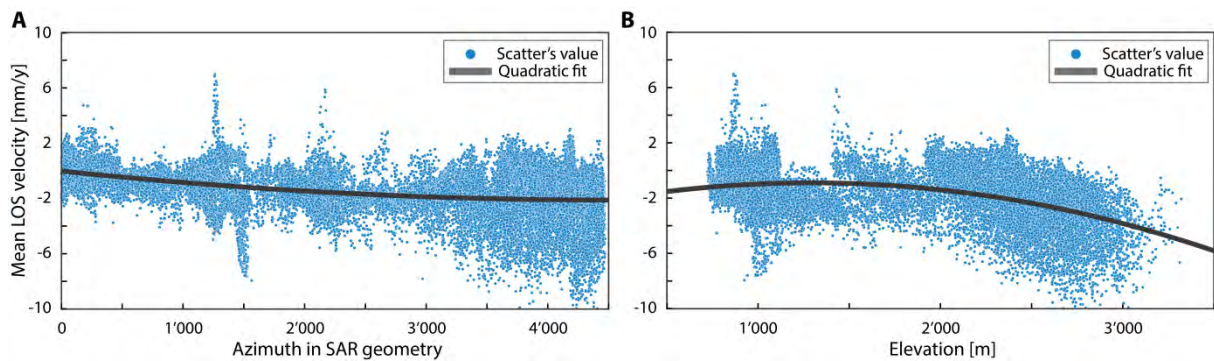 A
B
Mean LOS velocity [mm/y]
10
6
2
-2
-6
-10
Scatter's value
Quadratic fit
0
1'000
2'000
3'000
4'000
Azimuth in SAR geometry
10
6
2
-2
-6
-10
Scatter's value
Quadratic fit
1'000
2'000
3'000
Elevation [m]